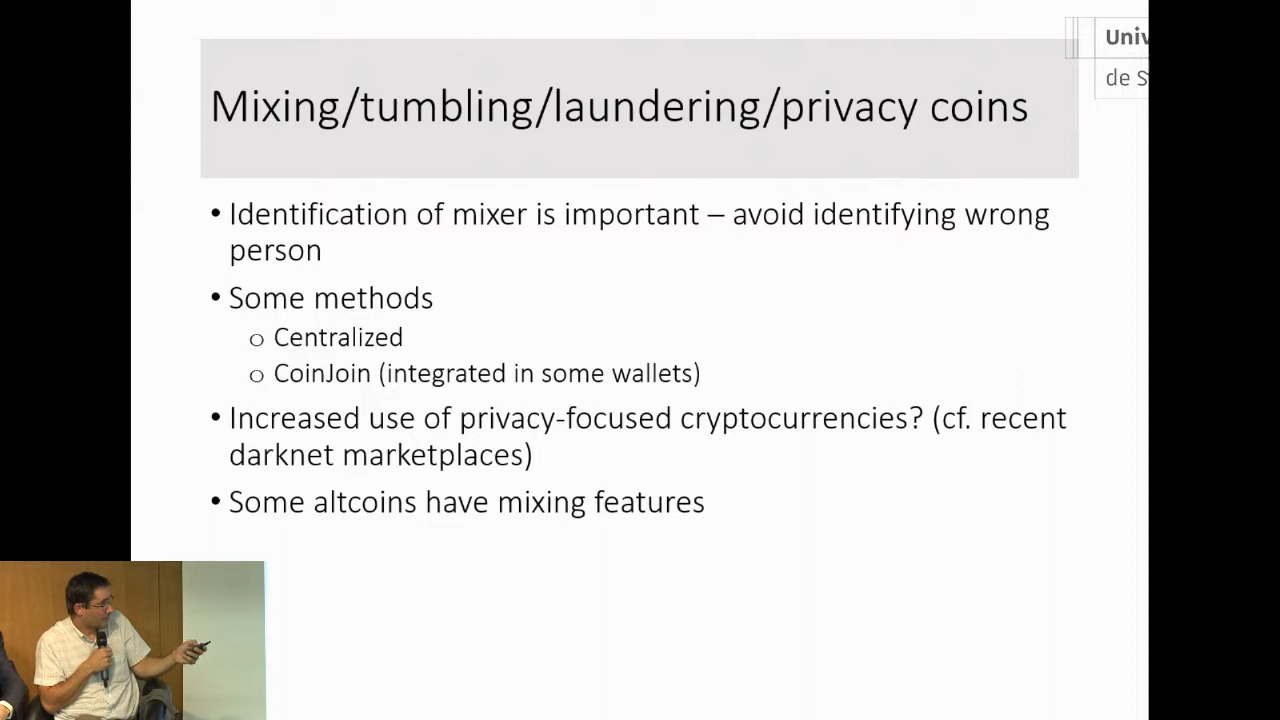 Univ
de S
Mixing/tumbling/laundering/privacy coins
• Identification of mixer is important – avoid identifying wrong
person
• Some methods
o Centralized
o CoinJoin (integrated in some wallets)
• Increased use of privacy-focused cryptocurrencies? (cf. recent
darknet marketplaces)
• Some altcoins have mixing features